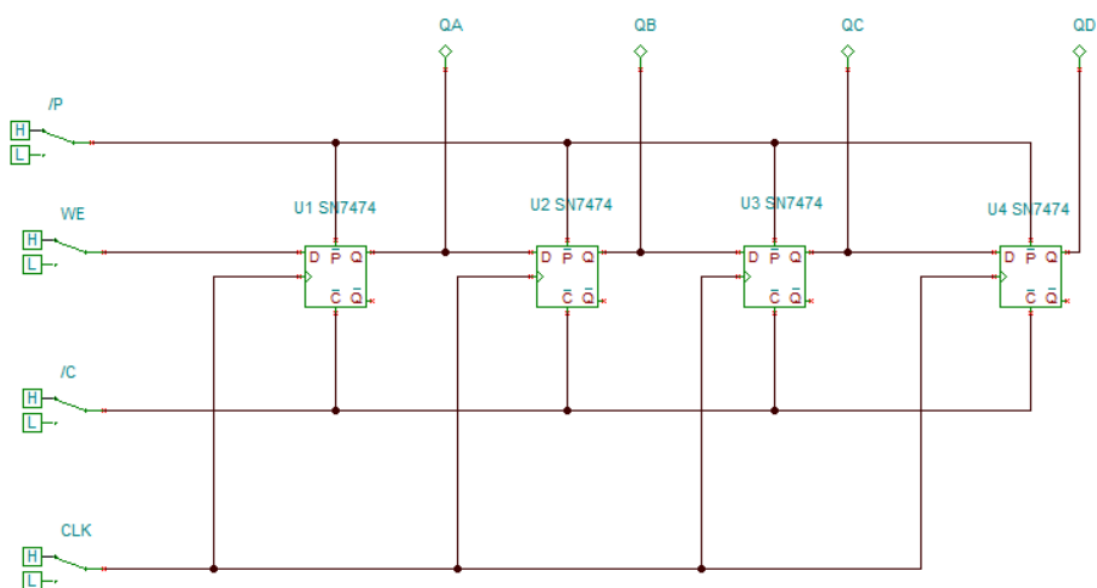 QA QB QC QD
/P
H
L
U1 SN7474 U2 SN7474 U3 SN7474 U4 SN7474
WE
H
L
D P̅ Q D P̅ Q D P̅ Q D P̅ Q
C̅ Q̅ C̅ Q̅ C̅ Q̅ C̅ Q̅
/C
H
L
CLK
H
L